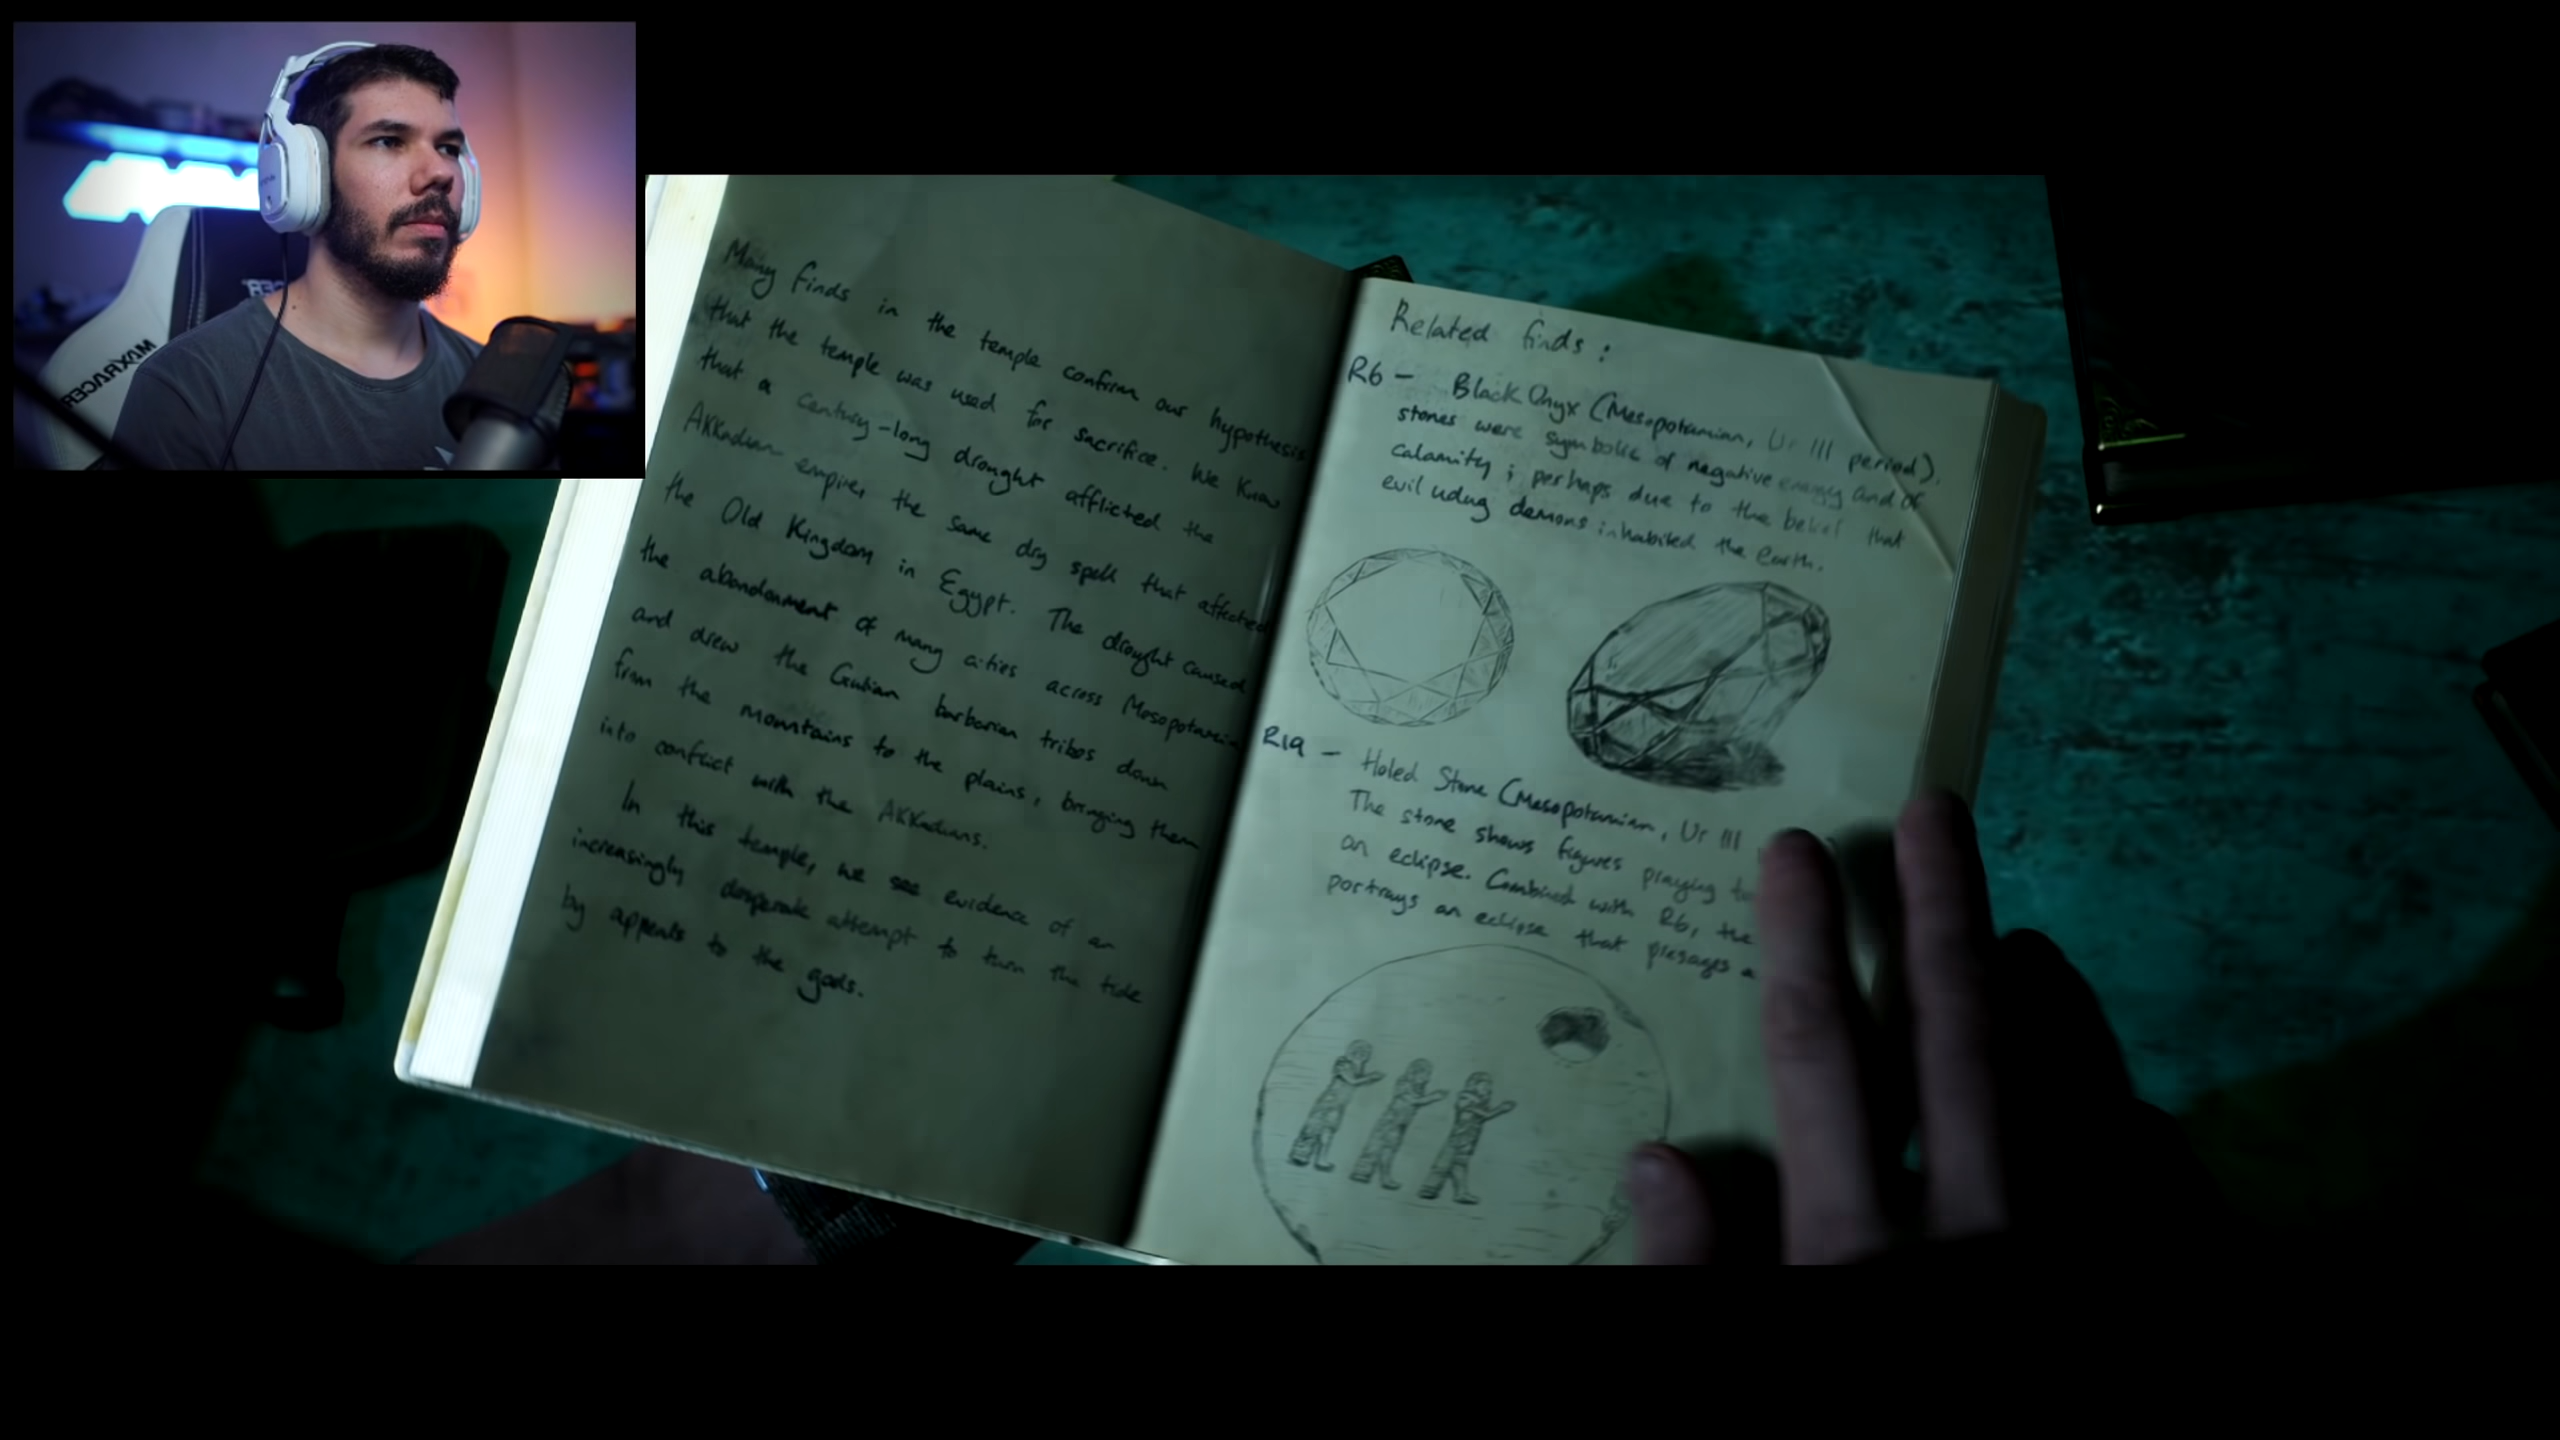 MAXRACER
Many finds in the temple confirm our hypothesis
that the temple was used for sacrifice. We know
that a century-long drought afflicted the
Akkadian empire, the same dry spell that affected
the Old Kingdom in Egypt. The drought caused
the abandonment of many cities across Mesopotamia
and drew the Gutian barbarian tribes down
from the mountains to the plains, bringing them
into conflict with the Akkadians.
In this temple, we see evidence of an
increasingly desperate attempt to turn the tide
by appeals to the gods.
Related finds:
R6 - Black Onyx (Mesopotamian, Ur III period).
stones were symbolic of negative energy and of
calamity; perhaps due to the belief that
evil udug demons inhabited the earth.
R19 - Holed Stone (Mesopotamian, Ur III
The stone shows figures praying
an eclipse. Combined with R6, the
portrays an eclipse that presages a